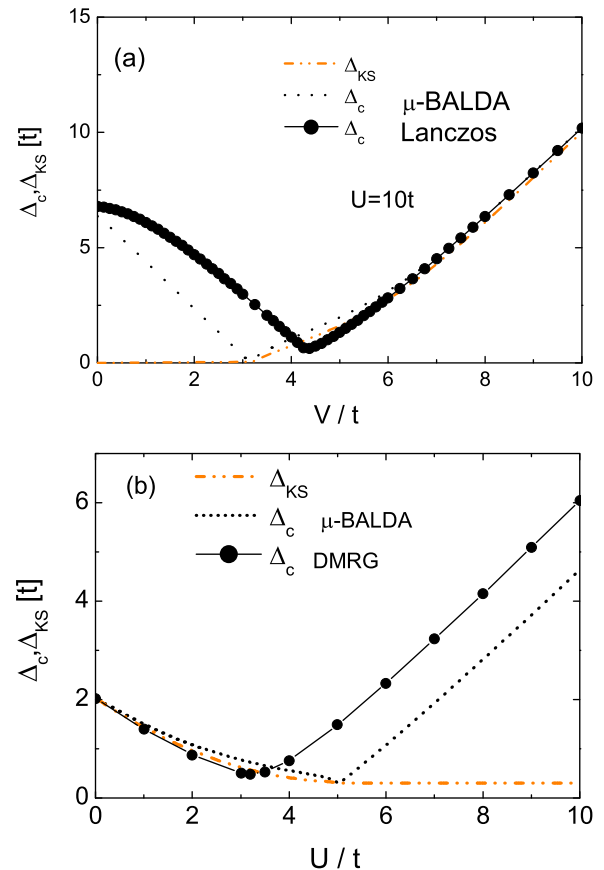 (a)
Δ_KS
Δ_c μ-BALDA
Δ_c Lanczos
U=10t
15
10
5
0
0 2 4 6 8 10
Δ_c,Δ_KS [t]
V / t
(b)
Δ_KS
Δ_c μ-BALDA
Δ_c DMRG
6
4
2
0
0 2 4 6 8 10
Δ_c,Δ_KS [t]
U / t